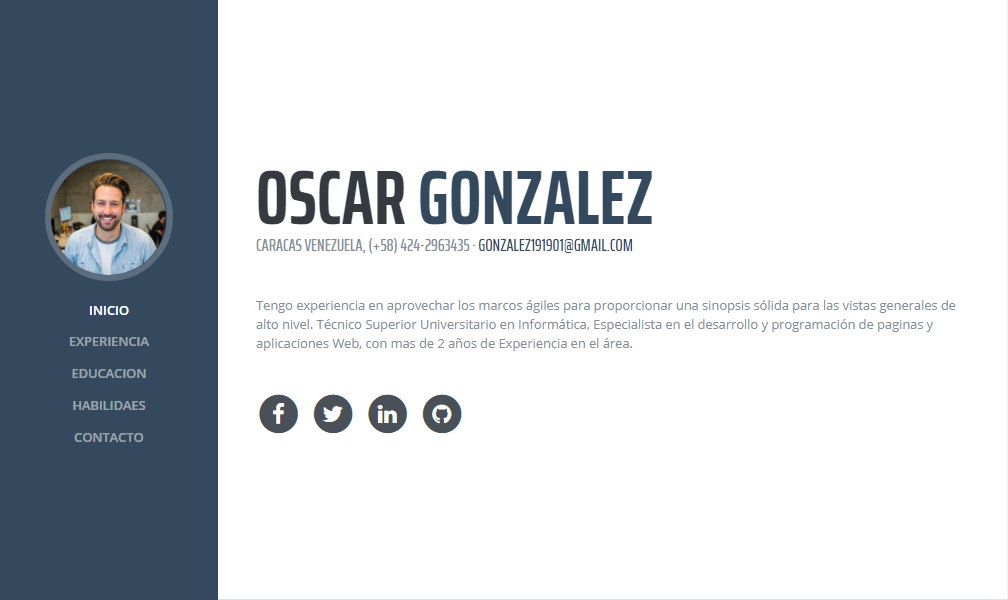 INICIO
EXPERIENCIA
EDUCACION
HABILIDAES
CONTACTO
OSCAR GONZALEZ
CARACAS VENEZUELA, (+58) 424-2963435 · GONZALEZ191901@GMAIL.COM
Tengo experiencia en aprovechar los marcos ágiles para proporcionar una sinopsis sólida para las vistas generales de
alto nivel. Técnico Superior Universitario en Informática, Especialista en el desarrollo y programación de paginas y
aplicaciones Web, con mas de 2 años de Experiencia en el área.